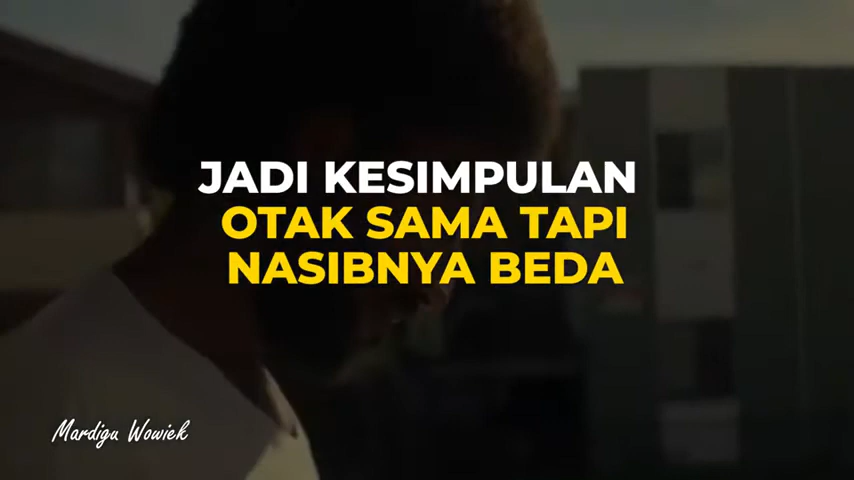 JADI KESIMPULAN
OTAK SAMA TAPI
NASIBNYA BEDA
Mardigu Wowiek